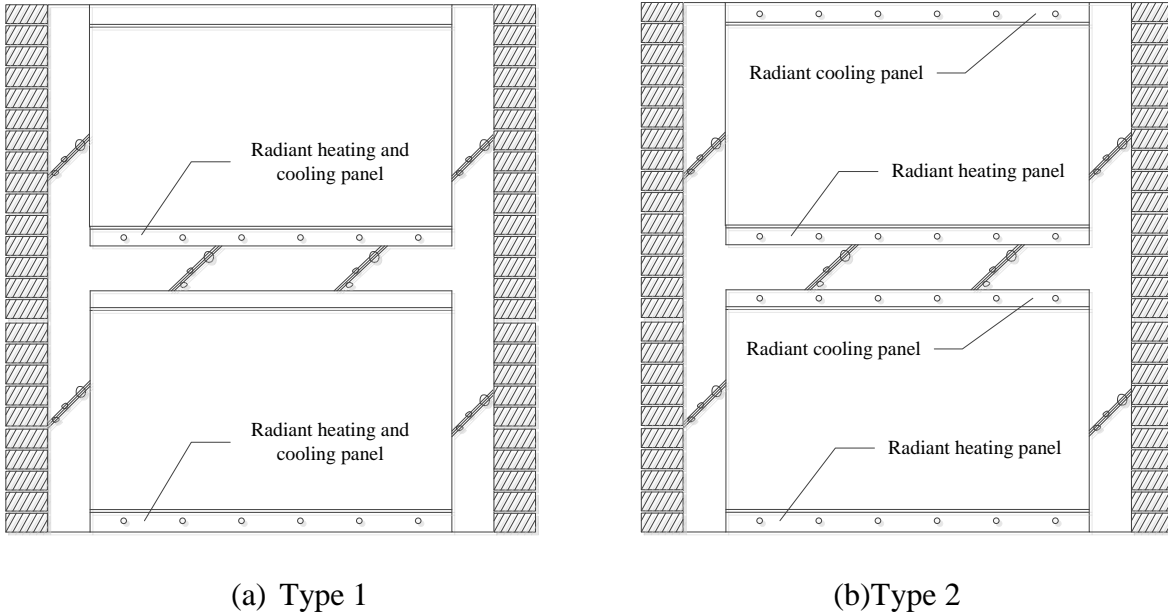 Radiant heating and
cooling panel
Radiant heating and
cooling panel
(a) Type 1
Radiant cooling panel
Radiant heating panel
Radiant cooling panel
Radiant heating panel
(b)Type 2